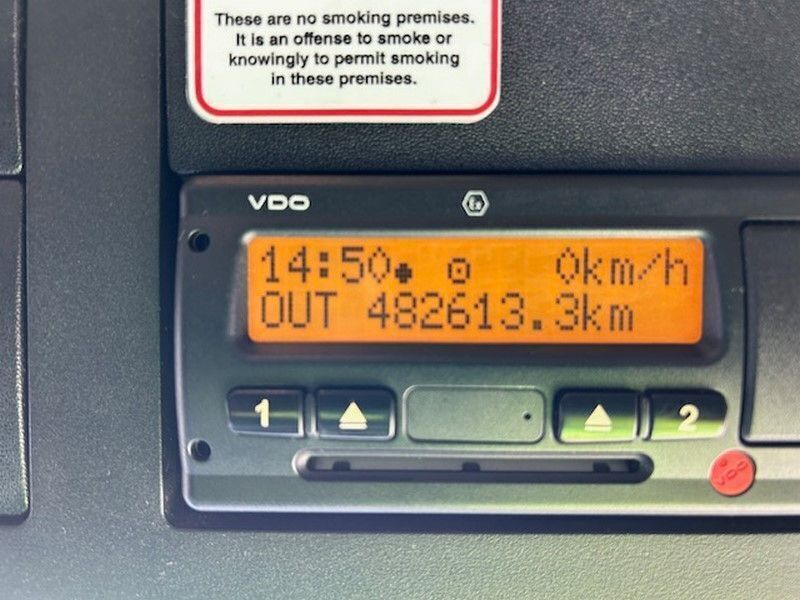 These are no smoking premises.
It is an offense to smoke or
knowingly to permit smoking
in these premises.
VDO
Ex
14:50 0km/h
OUT 482613.3km
1 2
VDO